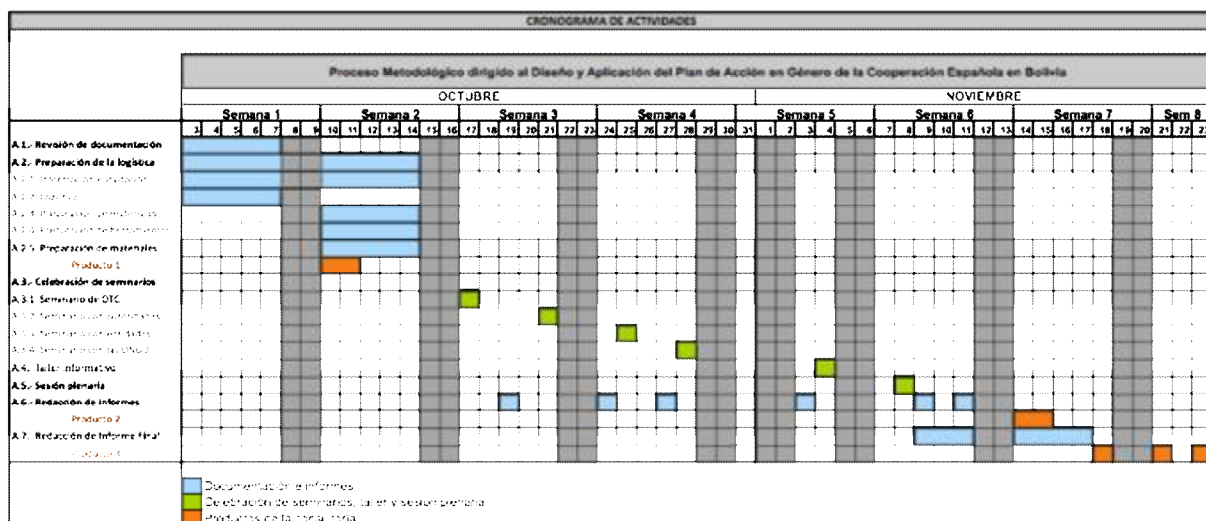 CRONOGRAMA DE ACTIVIDADES
Proceso Metodológico dirigido al Diseño y Aplicación del Plan de Acción en Género de la Cooperación Española en Bolivia
OCTUBRE NOVIEMBRE
Semana 1 Semana 2 Semana 3 Semana 4 Semana 5 Semana 6 Semana 7 Sem 8
3 4 5 6 7 8 9 10 11 12 13 14 15 16 17 18 19 20 21 22 23 24 25 26 27 28 29 30 31 1 2 3 4 5 6 7 8 9 10 11 12 13 14 15 16 17 18 19 20 21 22 23
A.1.- Revisión de documentación
A.2.- Preparación de la logística
A.2.5. Preparación de materiales
Producto 1
A.3.- Celebración de seminarios
A.3.1. Seminario de OTC
A.4. Taller informativo
A.5.- Sesión plenaria
A.6.- Redacción de informes
Producto 2
A.7. Redacción de Informe Final
Documentación e informes
Celebración de seminarios, taller y sesión plenaria
Productos de la